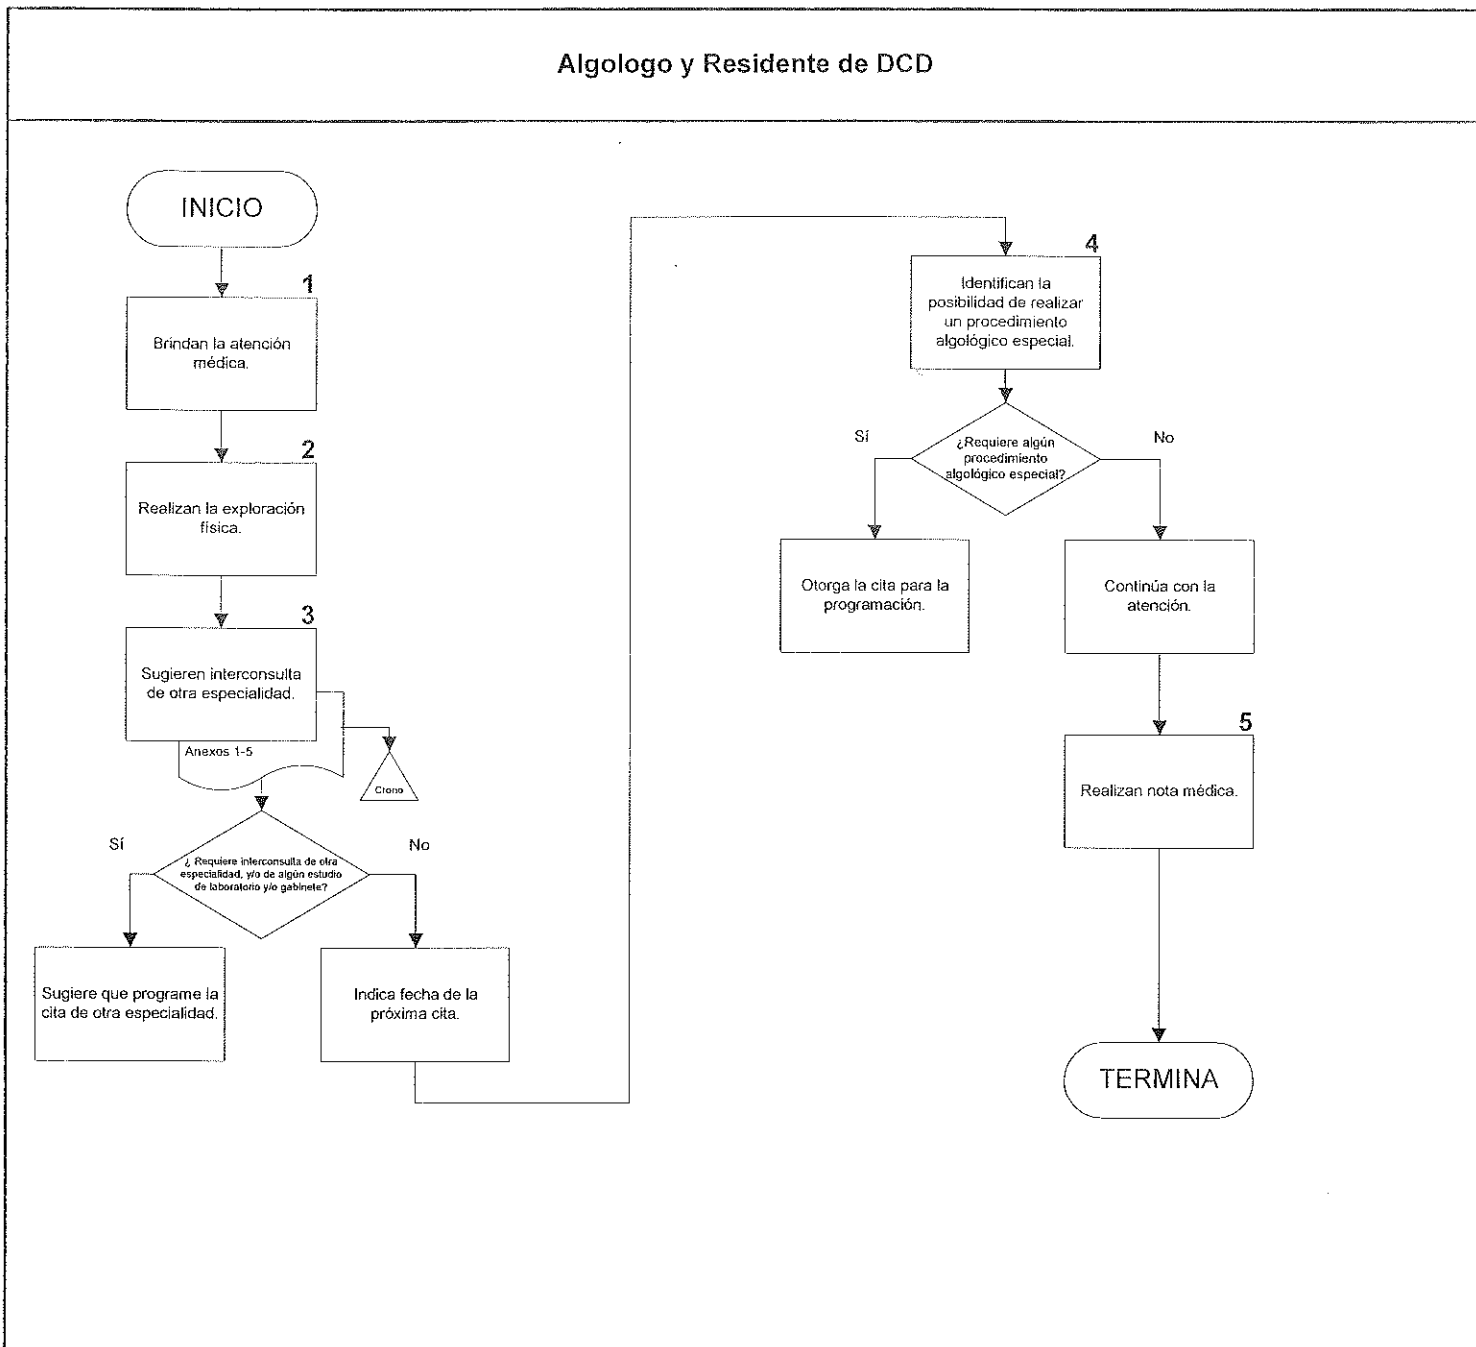 Algologo y Residente de DCD
INICIO
1
Brindan la atención
médica.
2
Realizan la exploración
física.
3
Sugieren interconsulta
de otra especialidad.
Anexos 1-5
Crono
¿ Requiere interconsulta de otra
especialidad, y/o de algún estudio
de laboratorio y/o gabinete?
Sí
No
Sugiere que programe la
cita de otra especialidad.
Indica fecha de la
próxima cita.
4
Identifican la
posibilidad de realizar
un procedimiento
algológico especial.
¿Requiere algún
procedimiento
algológico especial?
Sí
No
Otorga la cita para la
programación.
Continúa con la
atención.
5
Realizan nota médica.
TERMINA